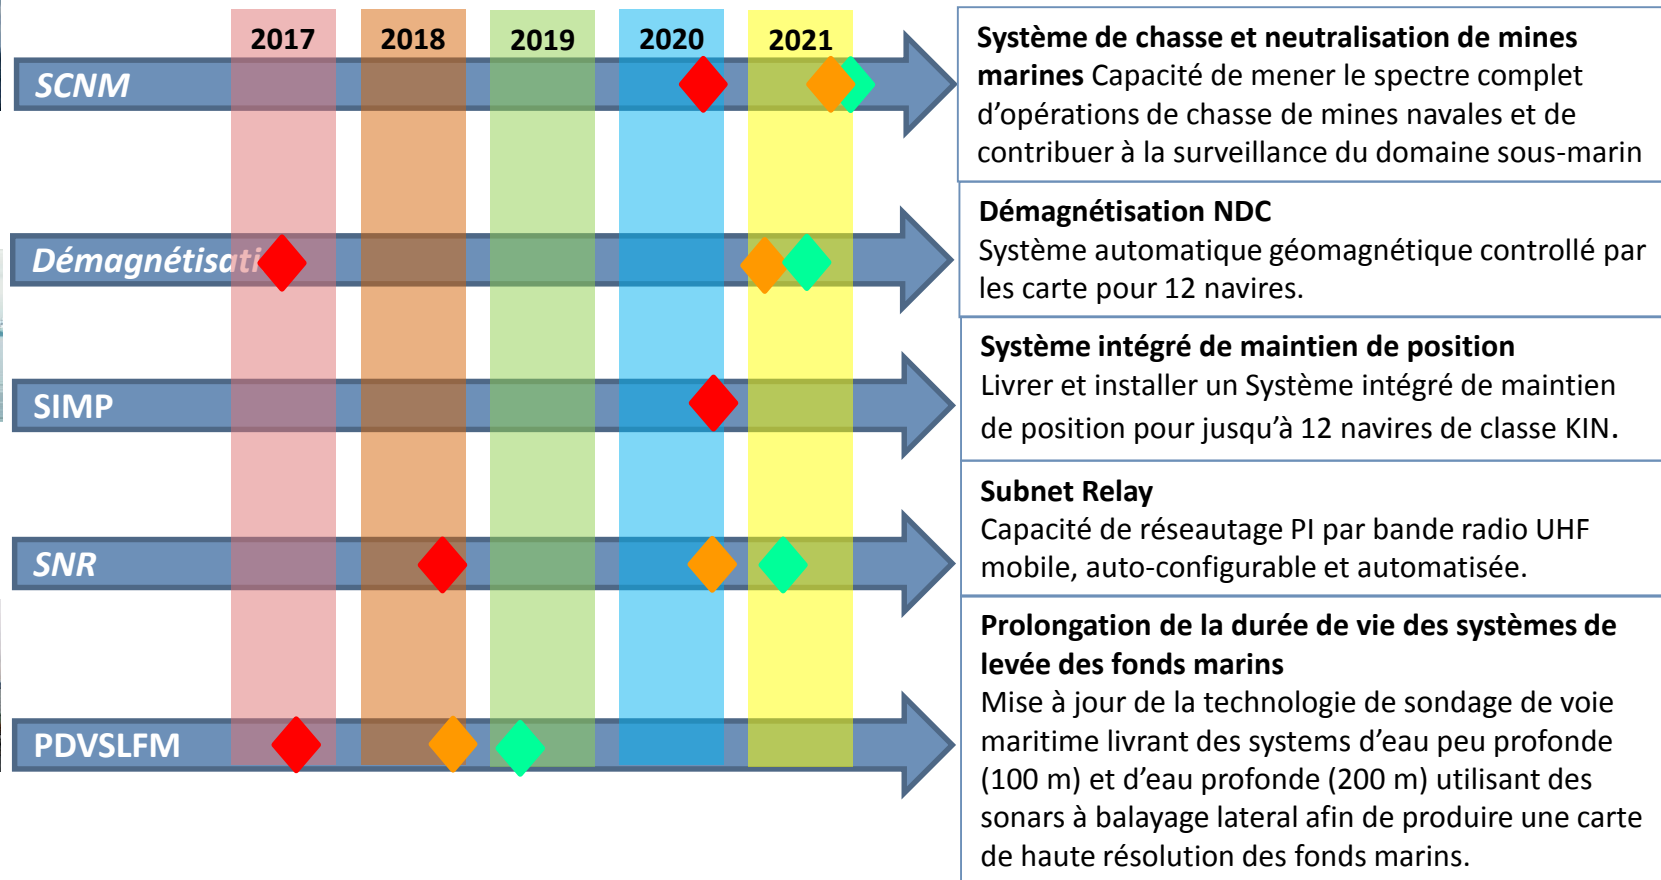 2017 2018 2019 2020 2021
SCNM
Système de chasse et neutralisation de mines
marines Capacité de mener le spectre complet
d'opérations de chasse de mines navales et de
contribuer à la surveillance du domaine sous-marin
Démagnétisati
Démagnétisation NDC
Système automatique géomagnétique controllé par
les carte pour 12 navires.
SIMP
Système intégré de maintien de position
Livrer et installer un Système intégré de maintien
de position pour jusqu'à 12 navires de classe KIN.
SNR
Subnet Relay
Capacité de réseautage PI par bande radio UHF
mobile, auto-configurable et automatisée.
PDVSLFM
Prolongation de la durée de vie des systèmes de
levée des fonds marins
Mise à jour de la technologie de sondage de voie
maritime livrant des systems d'eau peu profonde
(100 m) et d'eau profonde (200 m) utilisant des
sonars à balayage lateral afin de produire une carte
de haute résolution des fonds marins.